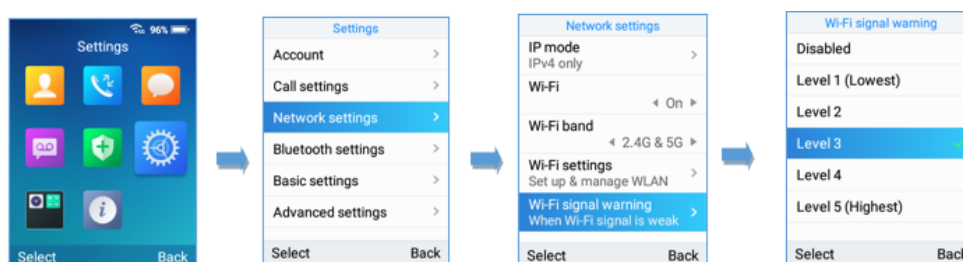 96%
Settings
Select Back
Settings
Account
Call settings
Network settings
Bluetooth settings
Basic settings
Advanced settings
Select Back
Network settings
IP mode
IPv4 only
Wi-Fi
On
Wi-Fi band
2.4G & 5G
Wi-Fi settings
Set up & manage WLAN
Wi-Fi signal warning
When Wi-Fi signal is weak
Select Back
Wi-Fi signal warning
Disabled
Level 1 (Lowest)
Level 2
Level 3
Level 4
Level 5 (Highest)
Select Back